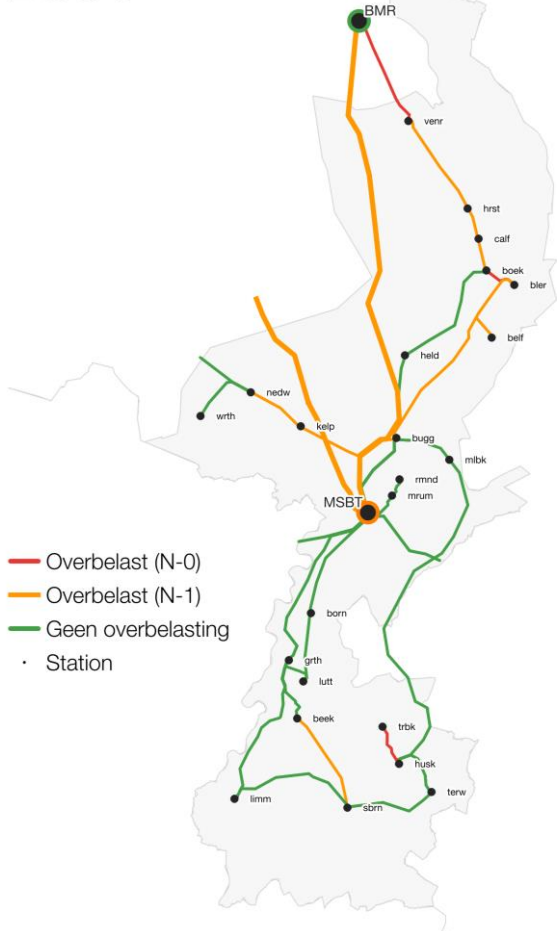 BMR
venr
hrst
calf
boek
bler
belf
held
nedw
wrth
kelp
bugg
mlbk
rmnd
mrum
MSBT
Overbelast (N-0)
Overbelast (N-1)
Geen overbelasting
Station
born
grth
lutt
beek
trbk
husk
limm
sbrn
terw